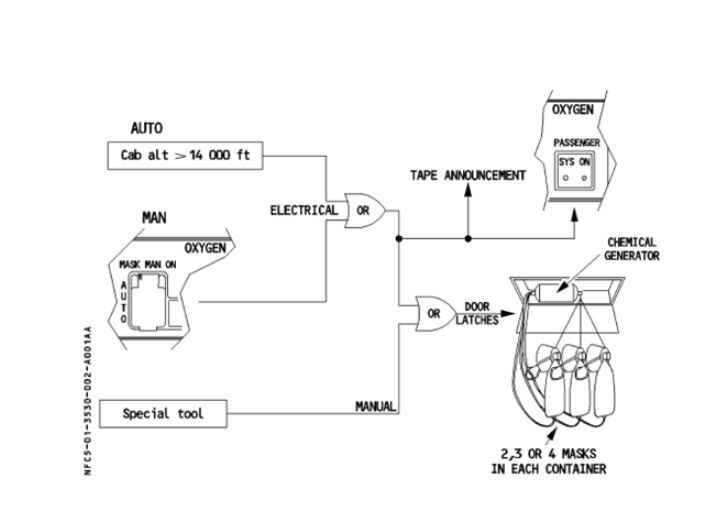 OXYGEN
PASSENGER
SYS ON
AUTO
Cab alt > 14 000 ft
TAPE ANNOUNCEMENT
ELECTRICAL
OR
MAN
OXYGEN
MASK MAN ON
AUTO
CHEMICAL
GENERATOR
OR
DOOR
LATCHES
MANUAL
Special tool
2,3 OR 4 MASKS
IN EACH CONTAINER
NFC5-01-3530-002-A001AA